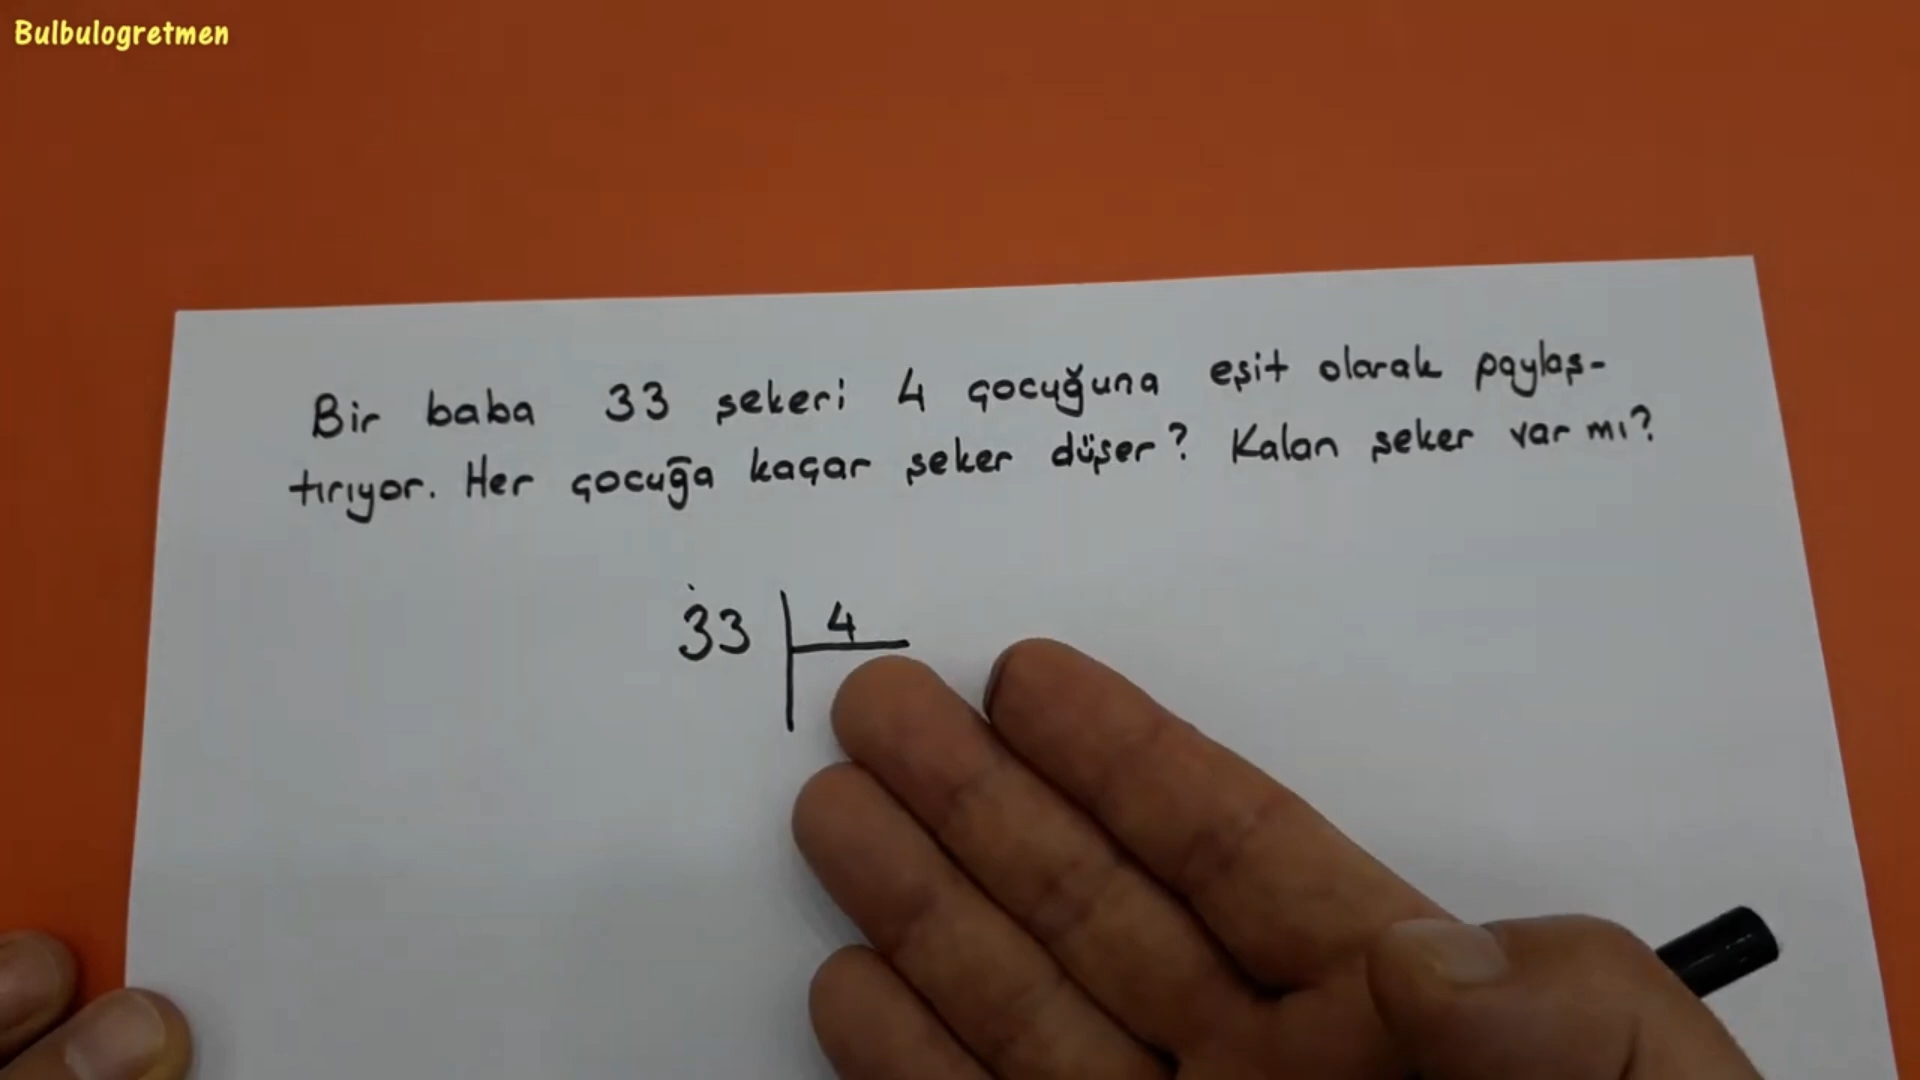 Bulbulogretmen
Bir baba 33 şekeri 4 çocuğuna eşit olarak paylaş-
tırıyor. Her çocuğa kaçar şeker düşer? Kalan şeker var mı?
33 | 4